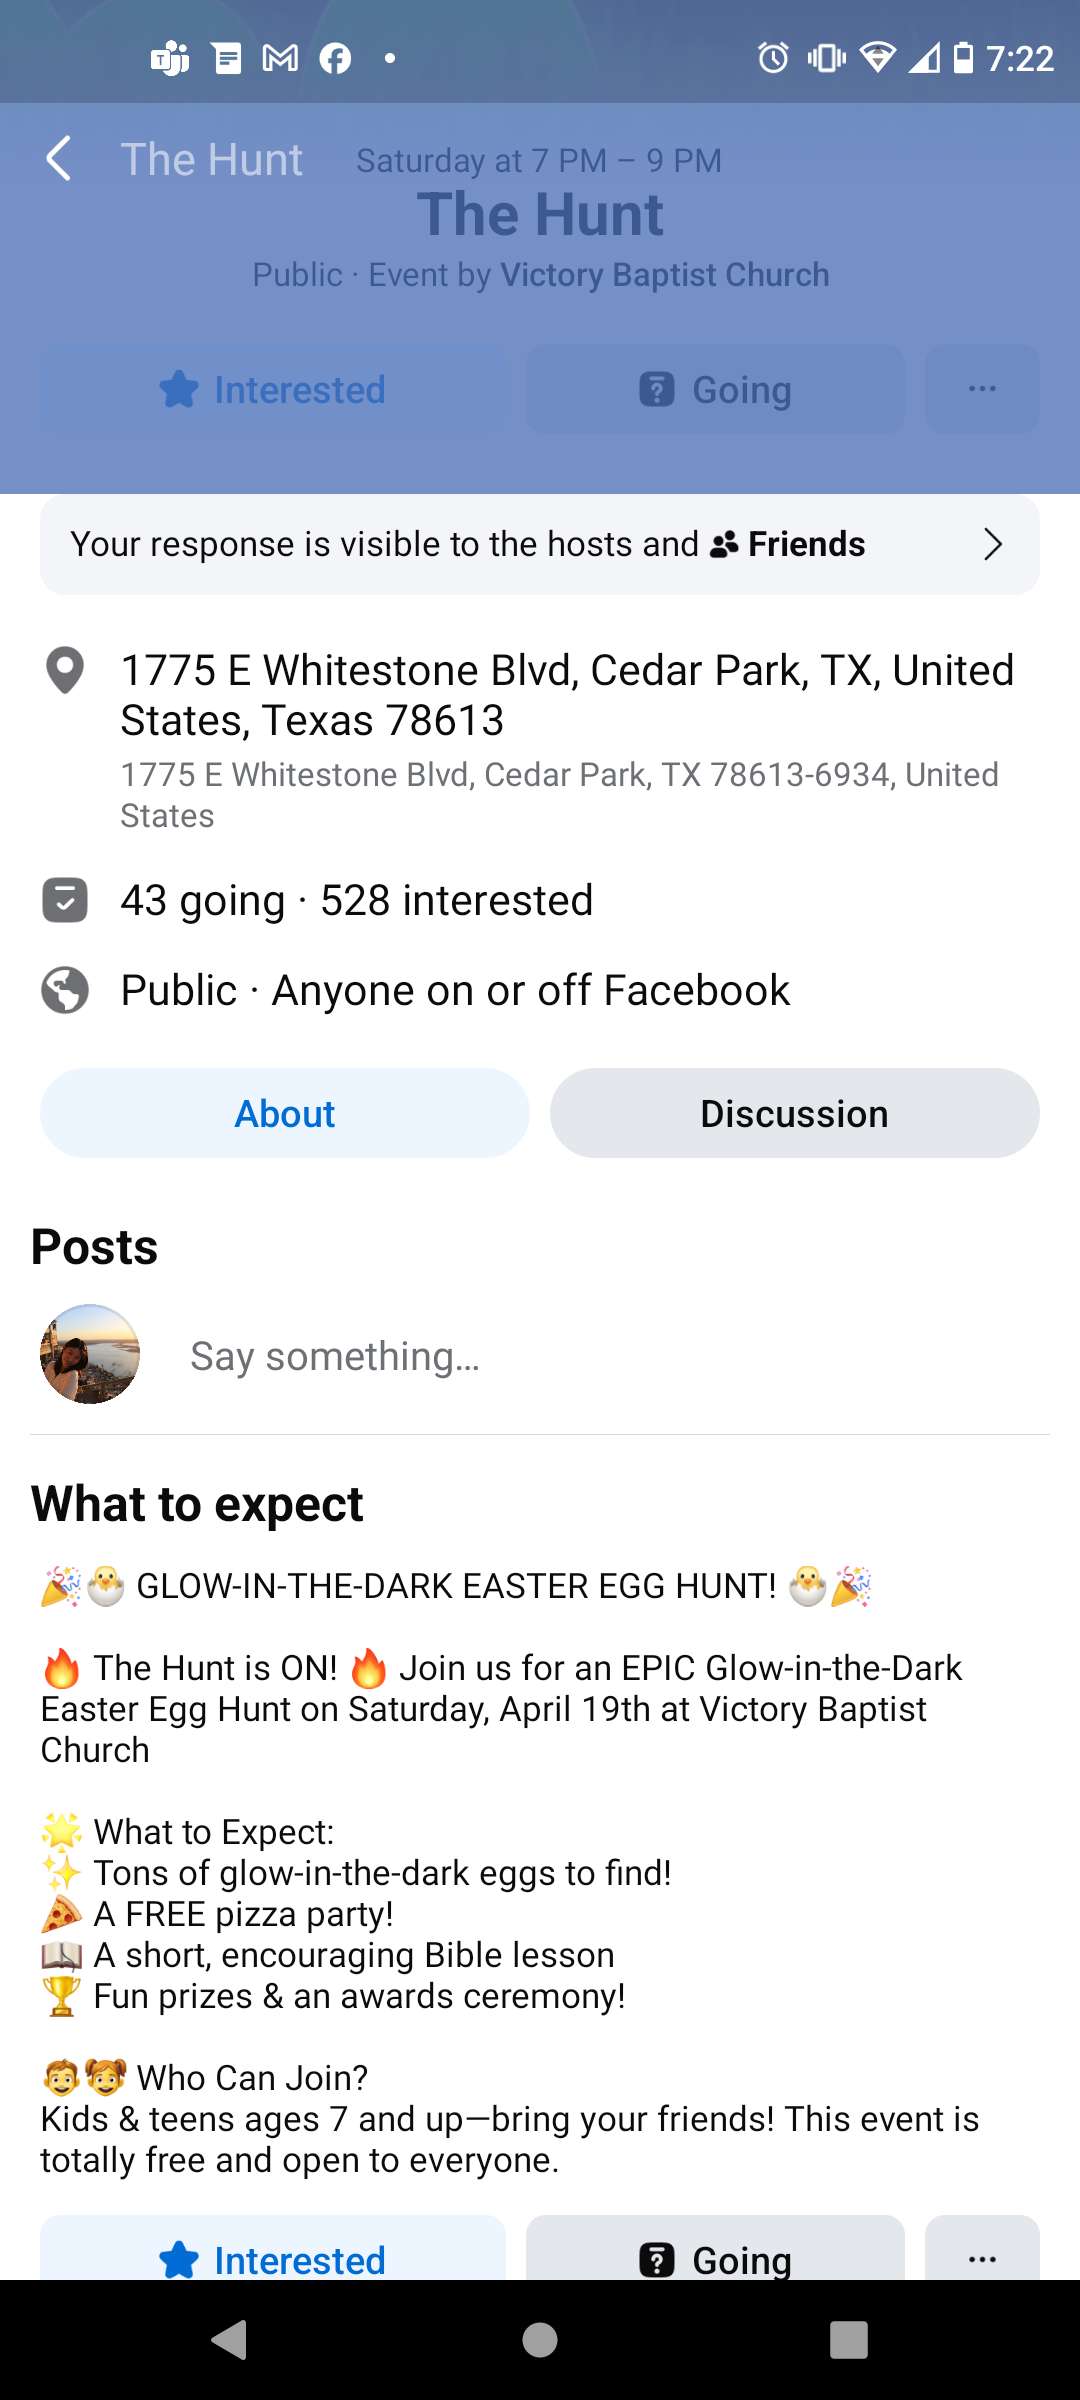 7:22
The Hunt
Saturday at 7 PM – 9 PM
The Hunt
Public · Event by Victory Baptist Church
Interested
Going
Your response is visible to the hosts and Friends
1775 E Whitestone Blvd, Cedar Park, TX, United
States, Texas 78613
1775 E Whitestone Blvd, Cedar Park, TX 78613-6934, United
States
43 going · 528 interested
Public · Anyone on or off Facebook
About
Discussion
Posts
Say something...
What to expect
🎉🐣 GLOW-IN-THE-DARK EASTER EGG HUNT! 🐣🎉
🔥 The Hunt is ON! 🔥 Join us for an EPIC Glow-in-the-Dark
Easter Egg Hunt on Saturday, April 19th at Victory Baptist
Church
🌟 What to Expect:
✨ Tons of glow-in-the-dark eggs to find!
🍕 A FREE pizza party!
📖 A short, encouraging Bible lesson
🏆 Fun prizes & an awards ceremony!
👦👧 Who Can Join?
Kids & teens ages 7 and up—bring your friends! This event is
totally free and open to everyone.
Interested
Going